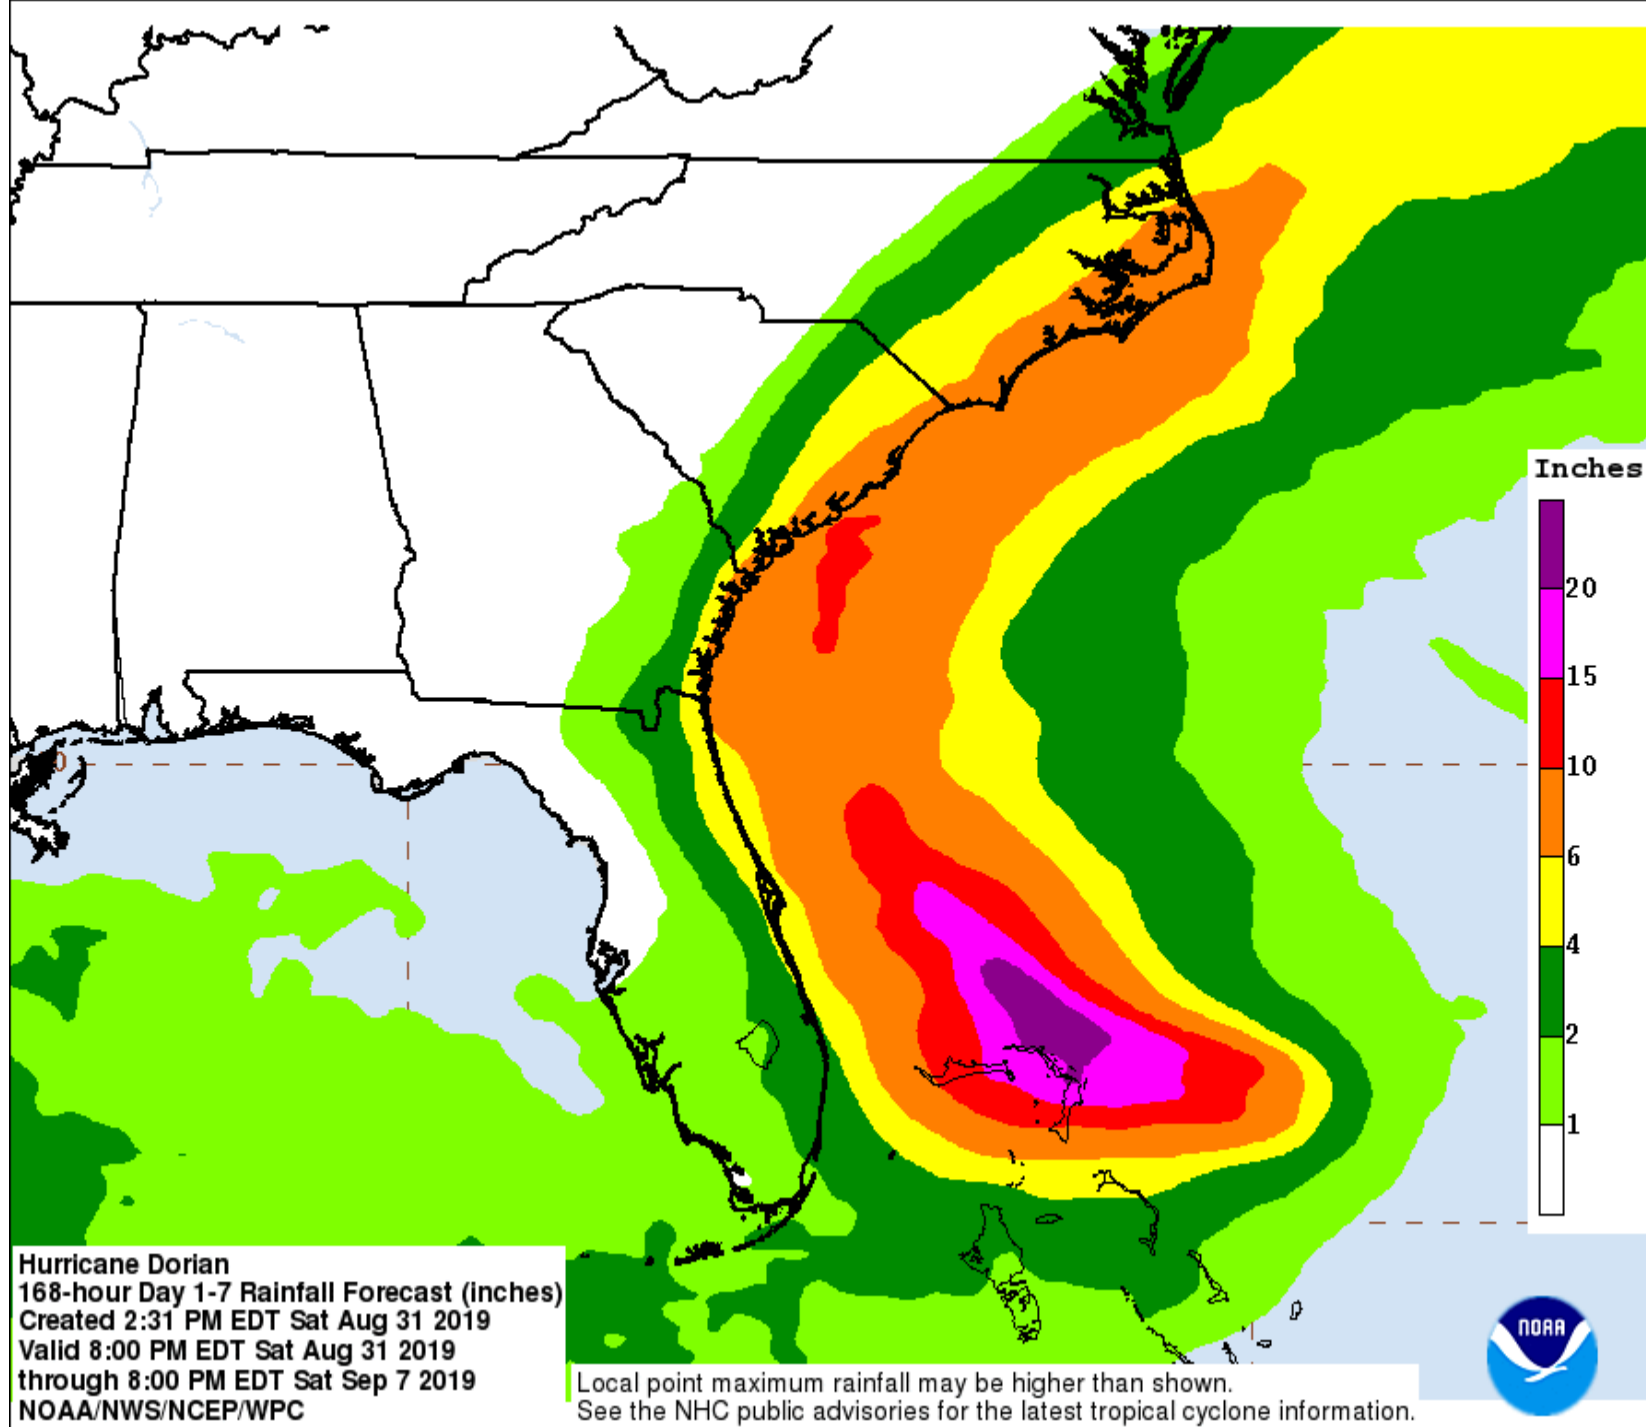 Inches
20
15
10
6
4
2
1
0
Hurricane Dorian
168-hour Day 1-7 Rainfall Forecast (inches)
Created 2:31 PM EDT Sat Aug 31 2019
Valid 8:00 PM EDT Sat Aug 31 2019
through 8:00 PM EDT Sat Sep 7 2019
NOAA/NWS/NCEP/WPC
Local point maximum rainfall may be higher than shown.
See the NHC public advisories for the latest tropical cyclone information.
NOAA